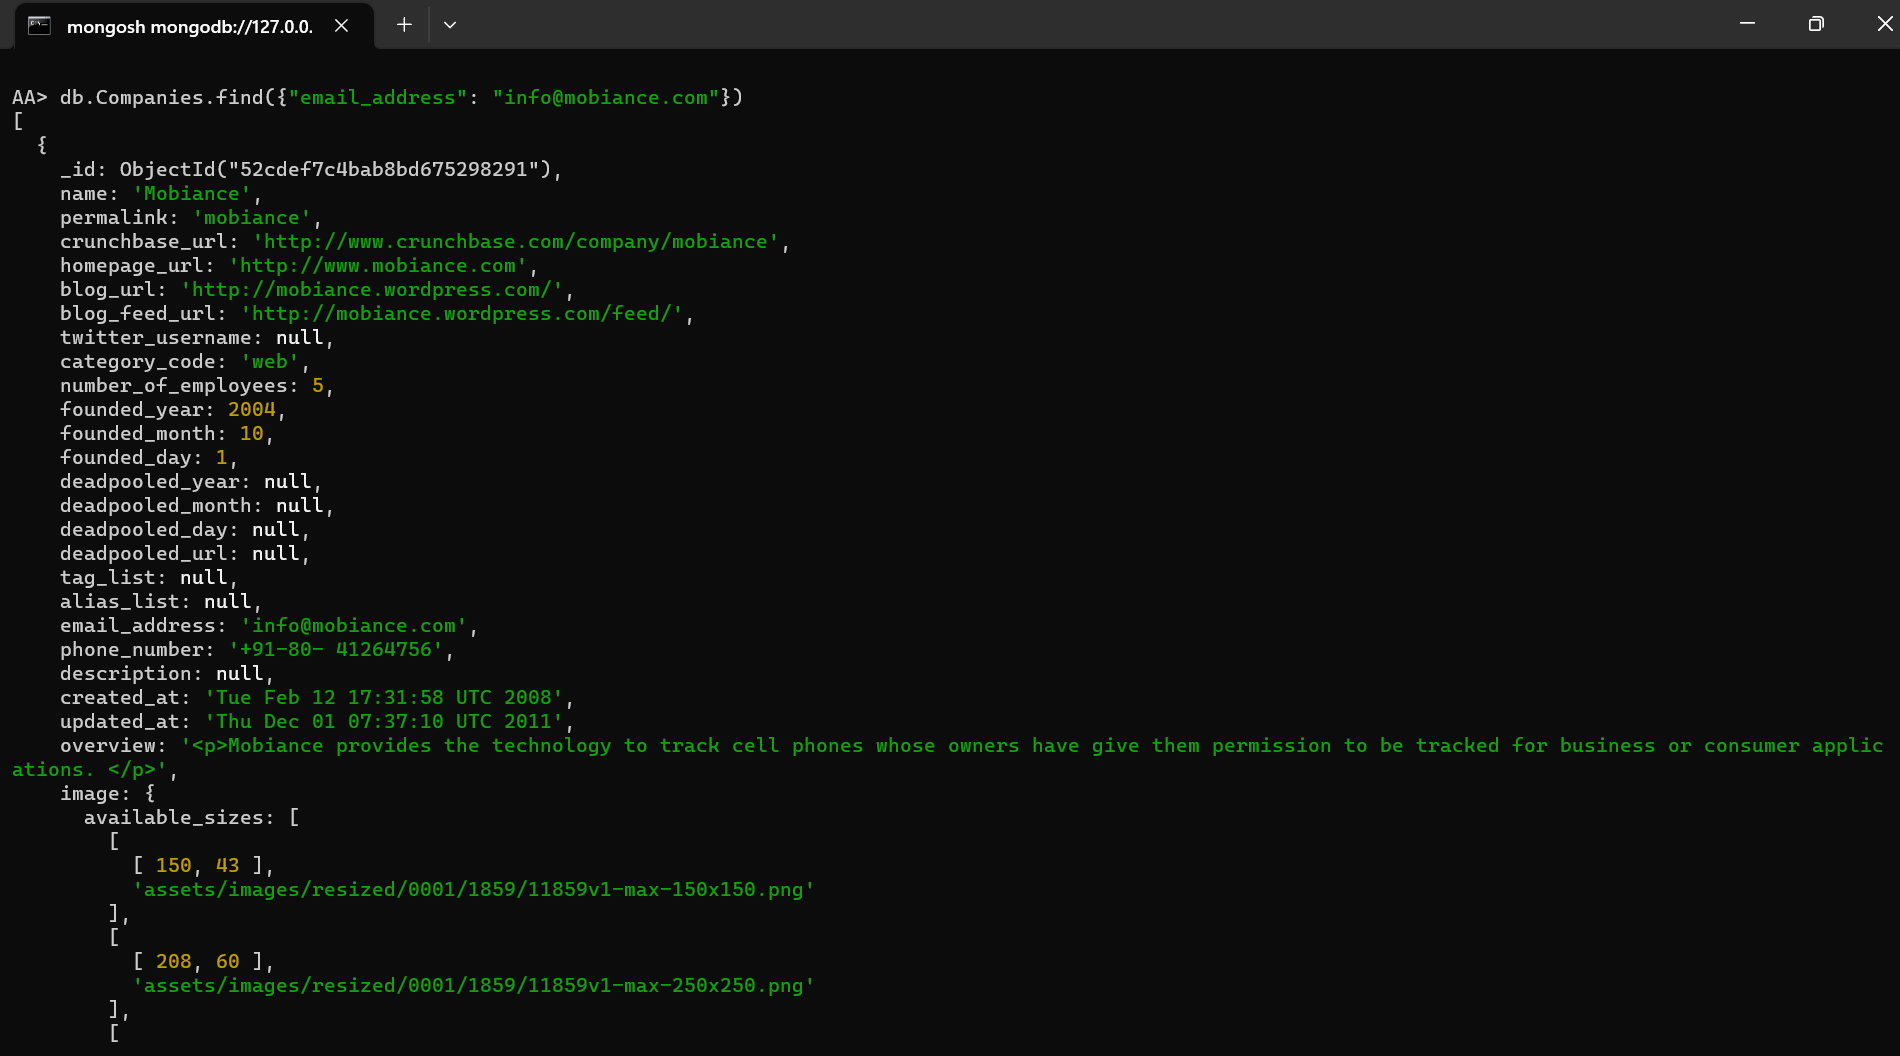 mongosh mongodb://127.0.0.
AA> db.Companies.find({"email_address": "info@mobiance.com"})
[
  {
    _id: ObjectId("52cdef7c4bab8bd675298291"),
    name: 'Mobiance',
    permalink: 'mobiance',
    crunchbase_url: 'http://www.crunchbase.com/company/mobiance',
    homepage_url: 'http://www.mobiance.com',
    blog_url: 'http://mobiance.wordpress.com/',
    blog_feed_url: 'http://mobiance.wordpress.com/feed/',
    twitter_username: null,
    category_code: 'web',
    number_of_employees: 5,
    founded_year: 2004,
    founded_month: 10,
    founded_day: 1,
    deadpooled_year: null,
    deadpooled_month: null,
    deadpooled_day: null,
    deadpooled_url: null,
    tag_list: null,
    alias_list: null,
    email_address: 'info@mobiance.com',
    phone_number: '+91-80- 41264756',
    description: null,
    created_at: 'Tue Feb 12 17:31:58 UTC 2008',
    updated_at: 'Thu Dec 01 07:37:10 UTC 2011',
    overview: '<p>Mobiance provides the technology to track cell phones whose owners have give them permission to be tracked for business or consumer applic
ations. </p>',
    image: {
      available_sizes: [
        [
          [ 150, 43 ],
          'assets/images/resized/0001/1859/11859v1-max-150x150.png'
        ],
        [
          [ 208, 60 ],
          'assets/images/resized/0001/1859/11859v1-max-250x250.png'
        ],
        [